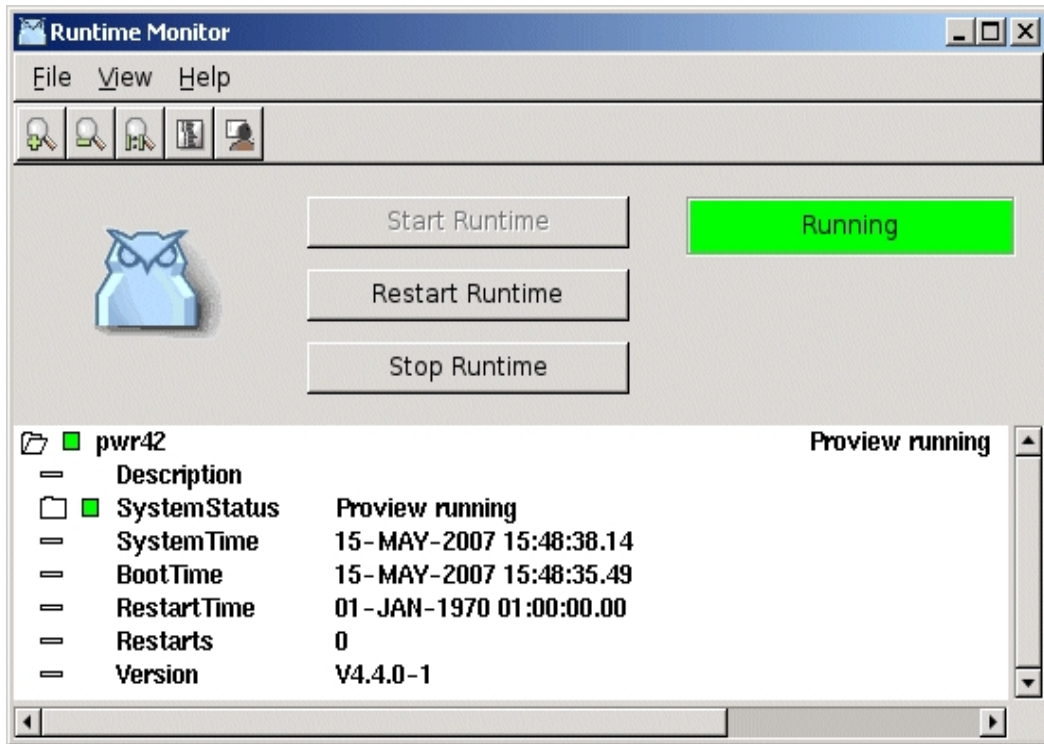 Runtime Monitor
File View Help
Start Runtime
Running
Restart Runtime
Stop Runtime
pwr42 Proview running
Description
SystemStatus Proview running
SystemTime 15-MAY-2007 15:48:38.14
BootTime 15-MAY-2007 15:48:35.49
RestartTime 01-JAN-1970 01:00:00.00
Restarts 0
Version V4.4.0-1